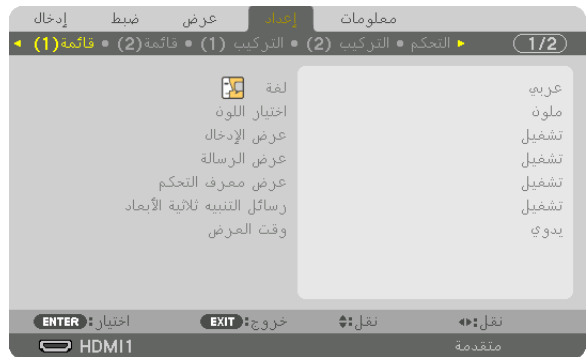 إدخال ضبط عرض إعداد معلومات
قائمة(1) • قائمة(2) • التركيب (1) • التركيب (2) • التحكم 1/2
لغة عربي
اختيار اللون ملون
عرض الإدخال تشغيل
عرض الرسالة تشغيل
عرض معرف التحكم تشغيل
رسائل التنبيه ثلاثية الأبعاد تشغيل
وقت العرض يدوي
ENTER: اختيار EXIT: خروج نقل: نقل:
HDMI1 متقدمة